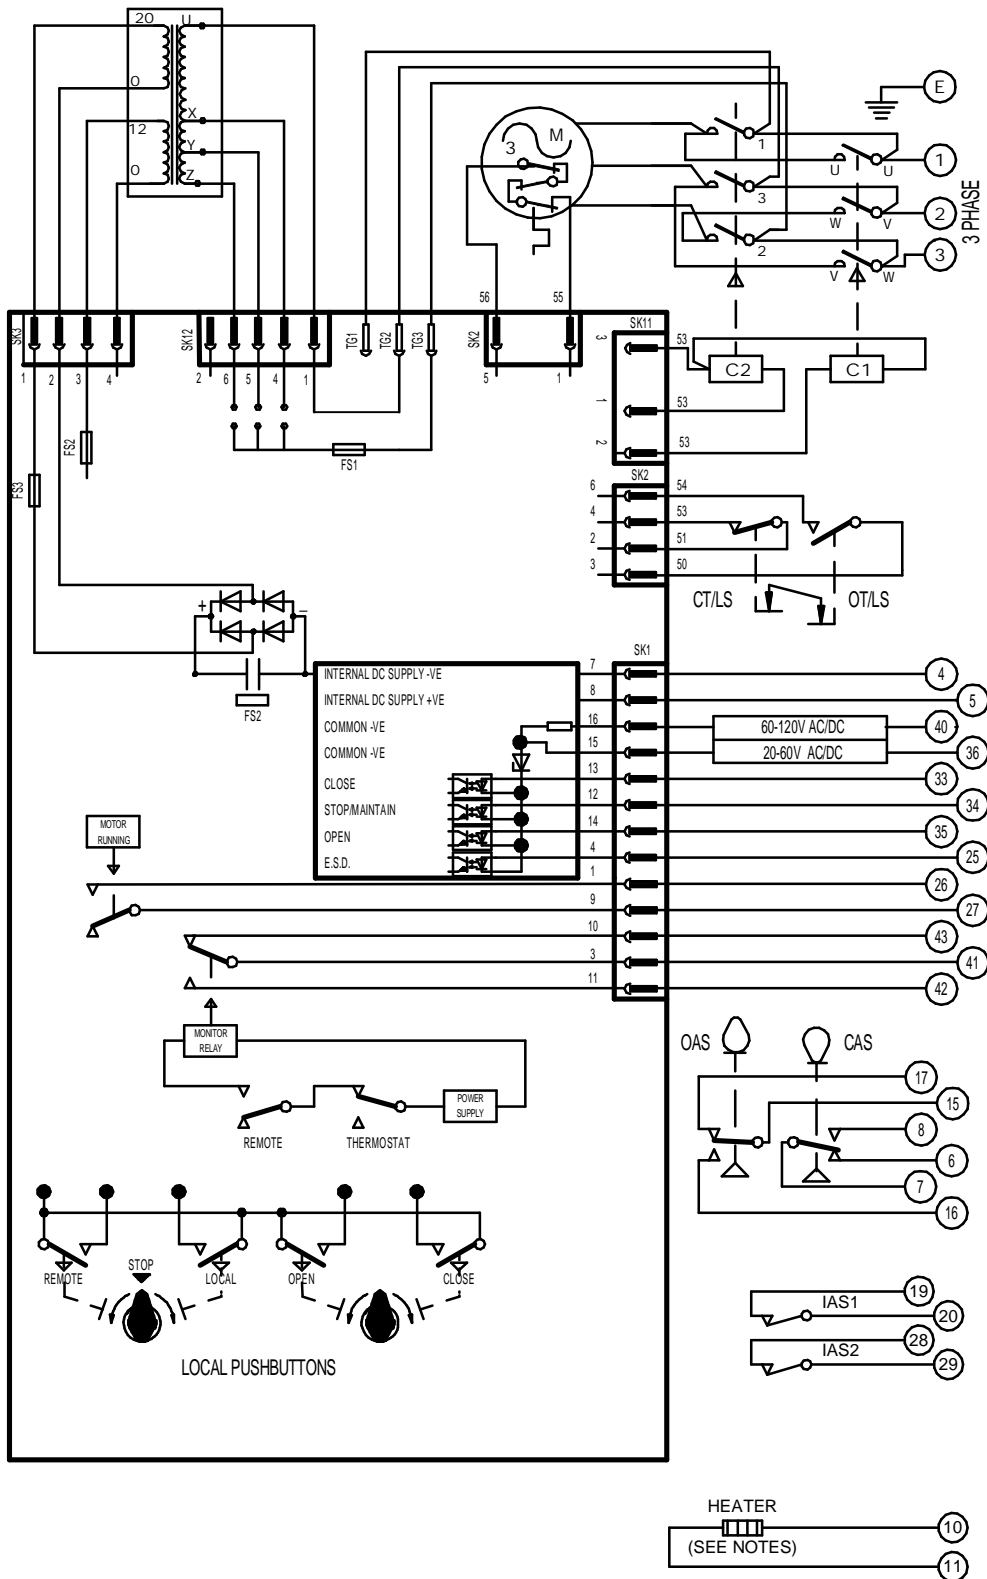 20
U
0
X
12
Y
0
Z
M
3
1
3
2
U
U
W
V
V
W
E
1
2
3
3 PHASE
SK3
1
2
3
4
SK12
2
6
5
4
1
TG1
TG2
TG3
56
55
SK2
5
1
SK11
3
53
1
53
2
53
C2
C1
FS2
FS3
FS1
SK2
6
54
4
53
2
51
3
50
CT/LS
OT/LS
+
–
FS2
SK1
INTERNAL DC SUPPLY -VE
7
4
INTERNAL DC SUPPLY +VE
8
5
COMMON -VE
16
60-120V AC/DC
40
COMMON -VE
15
20-60V AC/DC
36
CLOSE
13
33
STOP/MAINTAIN
12
34
OPEN
14
35
E.S.D.
4
25
1
26
9
27
10
43
3
41
11
42
MOTOR
RUNNING
MONITOR
RELAY
REMOTE
THERMOSTAT
POWER
SUPPLY
OAS
CAS
17
15
8
6
7
16
REMOTE
STOP
LOCAL
OPEN
CLOSE
LOCAL PUSHBUTTONS
IAS1
19
20
IAS2
28
29
HEATER
(SEE NOTES)
10
11